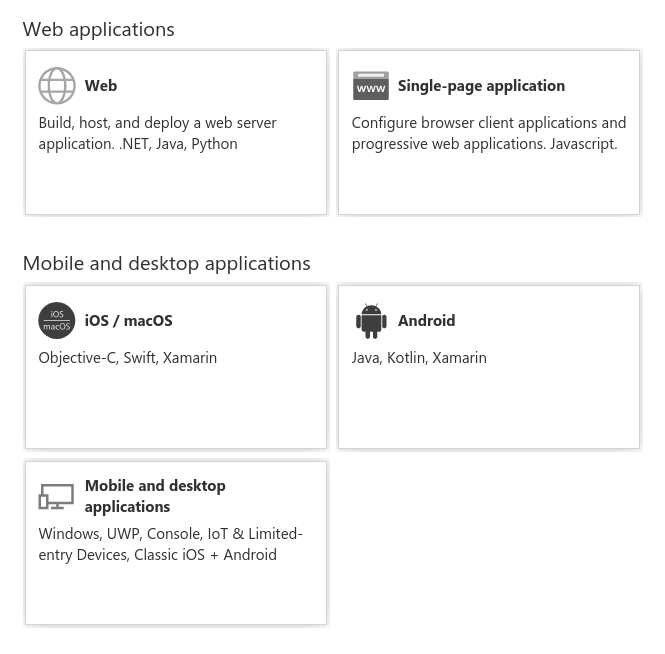 Web applications
Web
Build, host, and deploy a web server
application. .NET, Java, Python
www
Single-page application
Configure browser client applications and
progressive web applications. Javascript.
Mobile and desktop applications
iOS
macOS
iOS / macOS
Objective-C, Swift, Xamarin
Android
Java, Kotlin, Xamarin
Mobile and desktop
applications
Windows, UWP, Console, IoT & Limited-
entry Devices, Classic iOS + Android